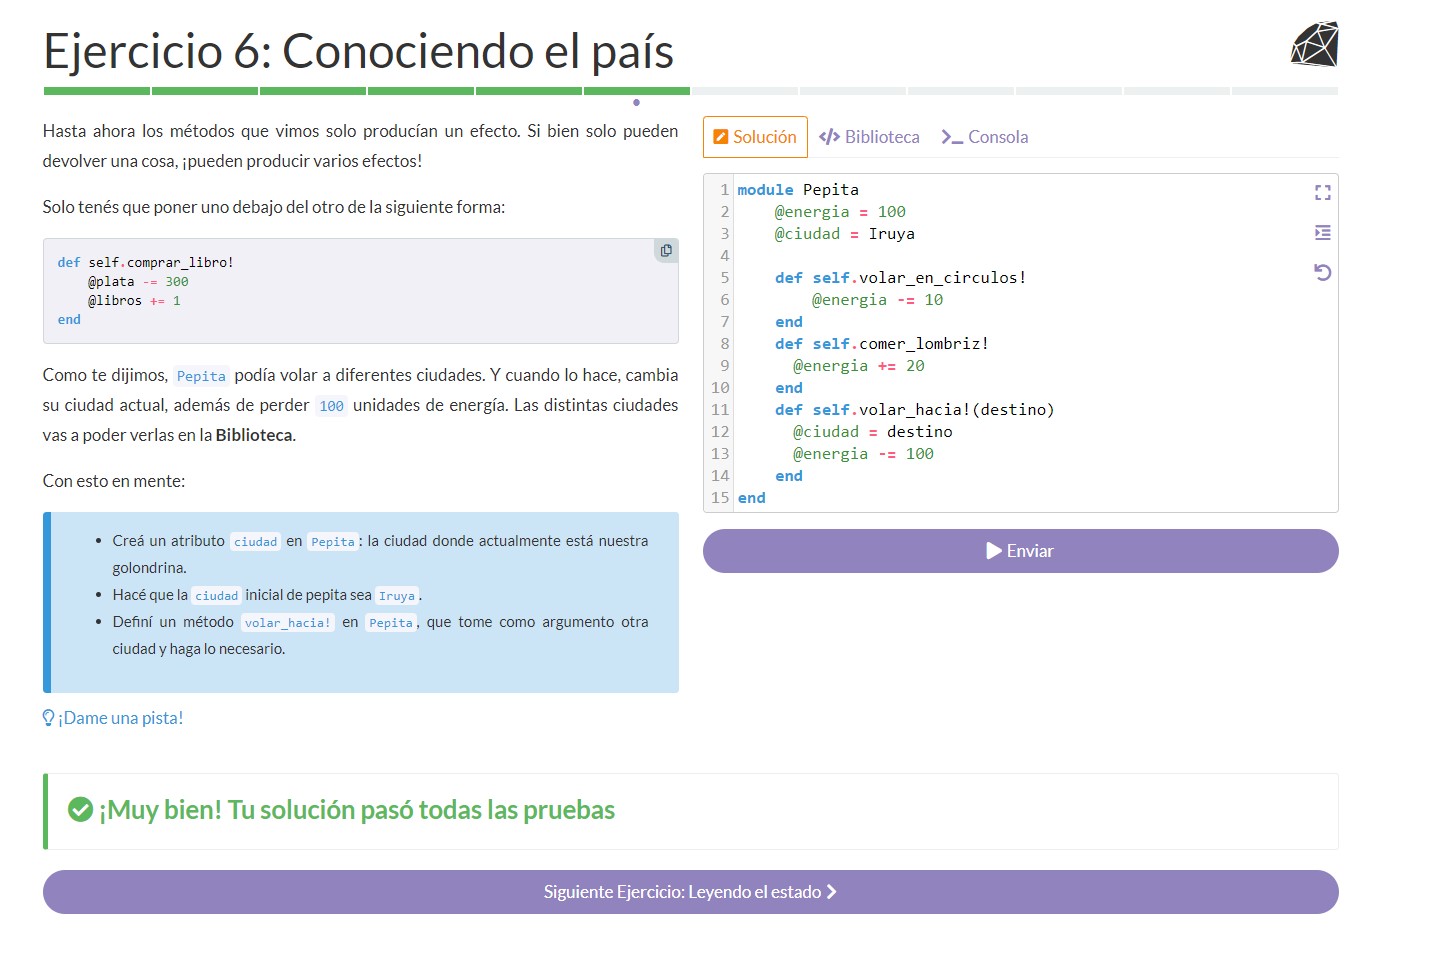 Ejercicio 6: Conociendo el país
Hasta ahora los métodos que vimos solo producían un efecto. Si bien solo pueden
devolver una cosa, ¡pueden producir varios efectos!
Solo tenés que poner uno debajo del otro de la siguiente forma:
def self.comprar_libro!
    @plata -= 300
    @libros += 1
end
Como te dijimos, Pepita podía volar a diferentes ciudades. Y cuando lo hace, cambia
su ciudad actual, además de perder 100 unidades de energía. Las distintas ciudades
vas a poder verlas en la Biblioteca.
Con esto en mente:
• Creá un atributo ciudad en Pepita: la ciudad donde actualmente está nuestra
golondrina.
• Hacé que la ciudad inicial de pepita sea Iruya.
• Definí un método volar_hacia! en Pepita, que tome como argumento otra
ciudad y haga lo necesario.
¡Dame una pista!
Solución </> Biblioteca >_ Consola
1 module Pepita
2     @energia = 100
3     @ciudad = Iruya
4
5     def self.volar_en_circulos!
6         @energia -= 10
7     end
8     def self.comer_lombriz!
9       @energia += 20
10     end
11     def self.volar_hacia!(destino)
12       @ciudad = destino
13       @energia -= 100
14     end
15 end
Enviar
¡Muy bien! Tu solución pasó todas las pruebas
Siguiente Ejercicio: Leyendo el estado